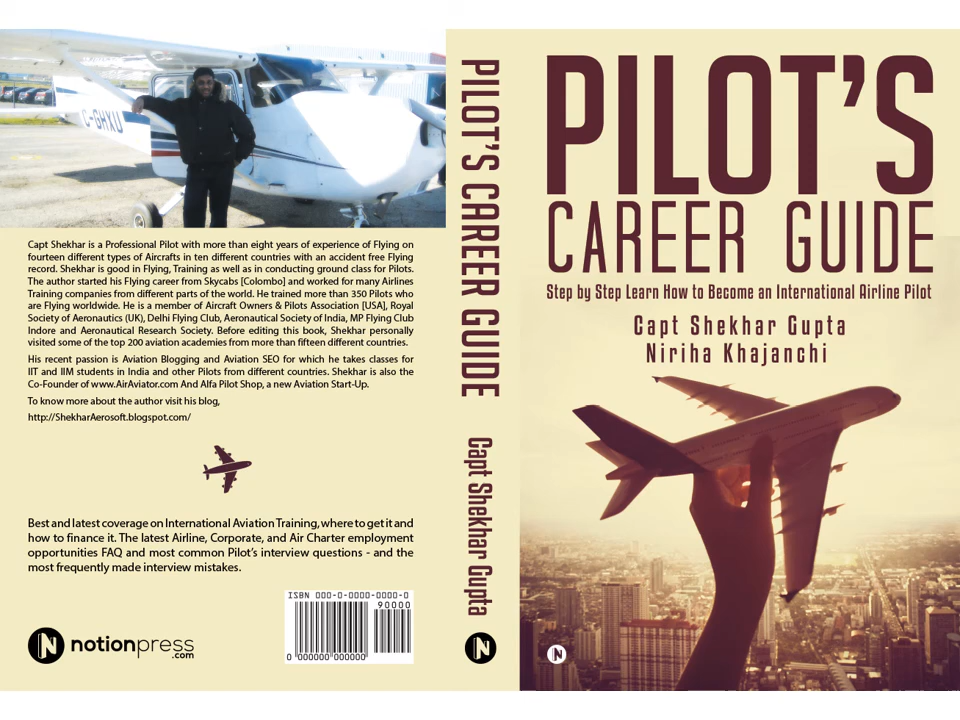 C-GHXU
Capt Shekhar is a Professional Pilot with more than eight years of experience of Flying on
fourteen different types of Aircrafts in ten different countries with an accident free Flying
record. Shekhar is good in Flying, Training as well as in conducting ground class for Pilots.
The author started his Flying career from Skycabs [Colombo] and worked for many Airlines
Training companies from different parts of the world. He trained more than 350 Pilots who
are Flying worldwide. He is a member of Aircraft Owners & Pilots Association [USA], Royal
Society of Aeronautics (UK), Delhi Flying Club, Aeronautical Society of India, MP Flying Club
Indore and Aeronautical Research Society. Before editing this book, Shekhar personally
visited some of the top 200 aviation academies from more than fifteen different countries.
His recent passion is Aviation Blogging and Aviation SEO for which he takes classes for
IIT and IIM students in India and other Pilots from different countries. Shekhar is also the
Co-Founder of www.AirAviator.com And Alfa Pilot Shop, a new Aviation Start-Up.
To know more about the author visit his blog,
http://ShekharAerosoft.blogspot.com/
Best and latest coverage on International Aviation Training, where to get it and
how to finance it. The latest Airline, Corporate, and Air Charter employment
opportunities FAQ and most common Pilot's interview questions - and the
most frequently made interview mistakes.
N notionpress
.com
ISBN 000-0-0000-0000-0
90000
0 000000 000000
PILOT'S CAREER GUIDE
Capt Shekhar Gupta
N
PILOT'S
CAREER GUIDE
Step by Step Learn How to Become an International Airline Pilot
Capt Shekhar Gupta
Niriha Khajanchi
N